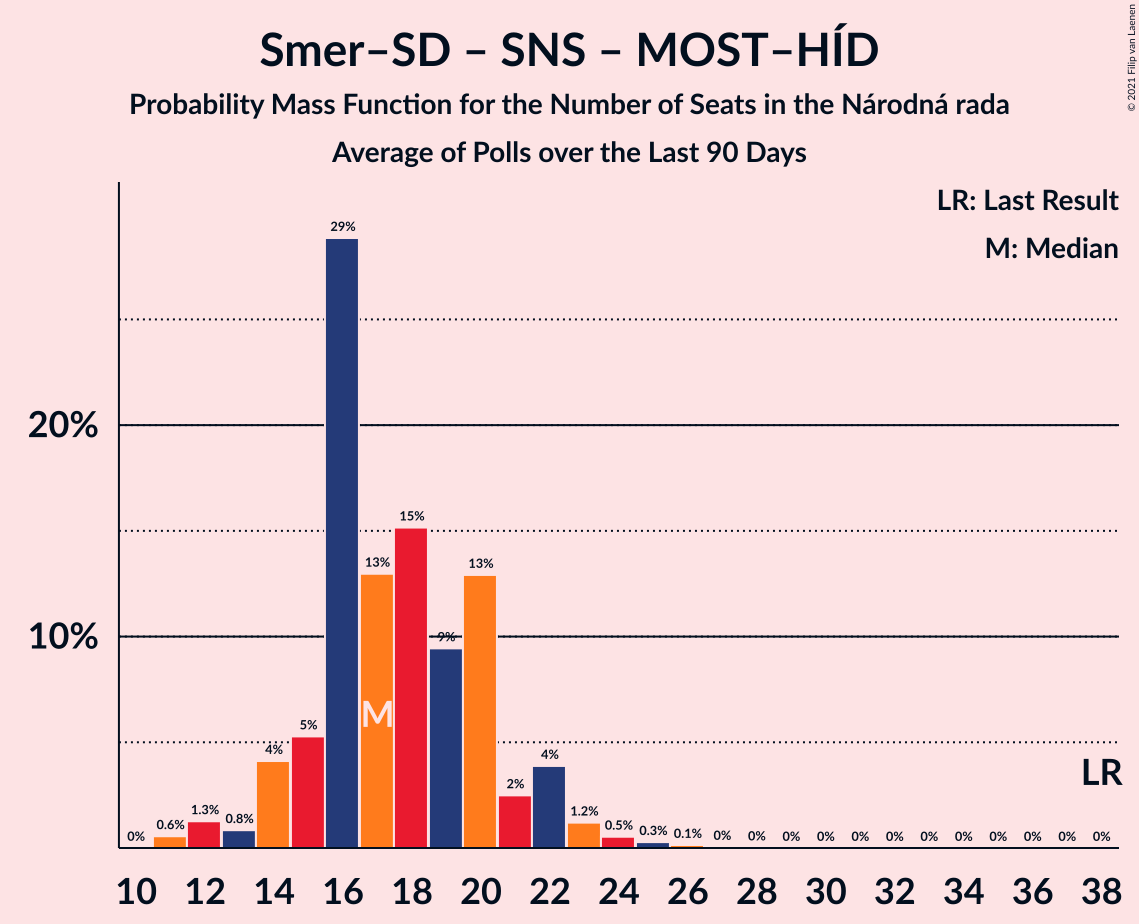 © 2021 Filip van Laenen
Smer–SD – SNS – MOST–HÍD
Probability Mass Function for the Number of Seats in the Národná rada
Average of Polls over the Last 90 Days
LR: Last Result
M: Median
20%
10%
0% 0.6% 1.3% 0.8% 4% 5% 29% 13% 15% 9% 13% 2% 4% 1.2% 0.5% 0.3% 0.1% 0% 0% 0% 0% 0% 0% 0% 0% 0% 0% 0% 0%
M
LR
10 12 14 16 18 20 22 24 26 28 30 32 34 36 38